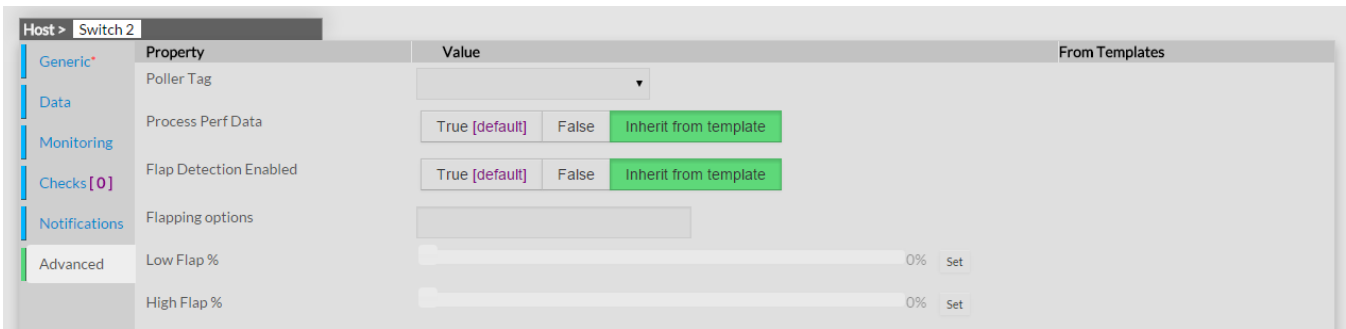 Host > Switch 2
Generic*
Data
Monitoring
Checks [ 0 ]
Notifications
Advanced
Property Value From Templates
Poller Tag
Process Perf Data True [default] False Inherit from template
Flap Detection Enabled True [default] False Inherit from template
Flapping options
Low Flap % 0% Set
High Flap % 0% Set